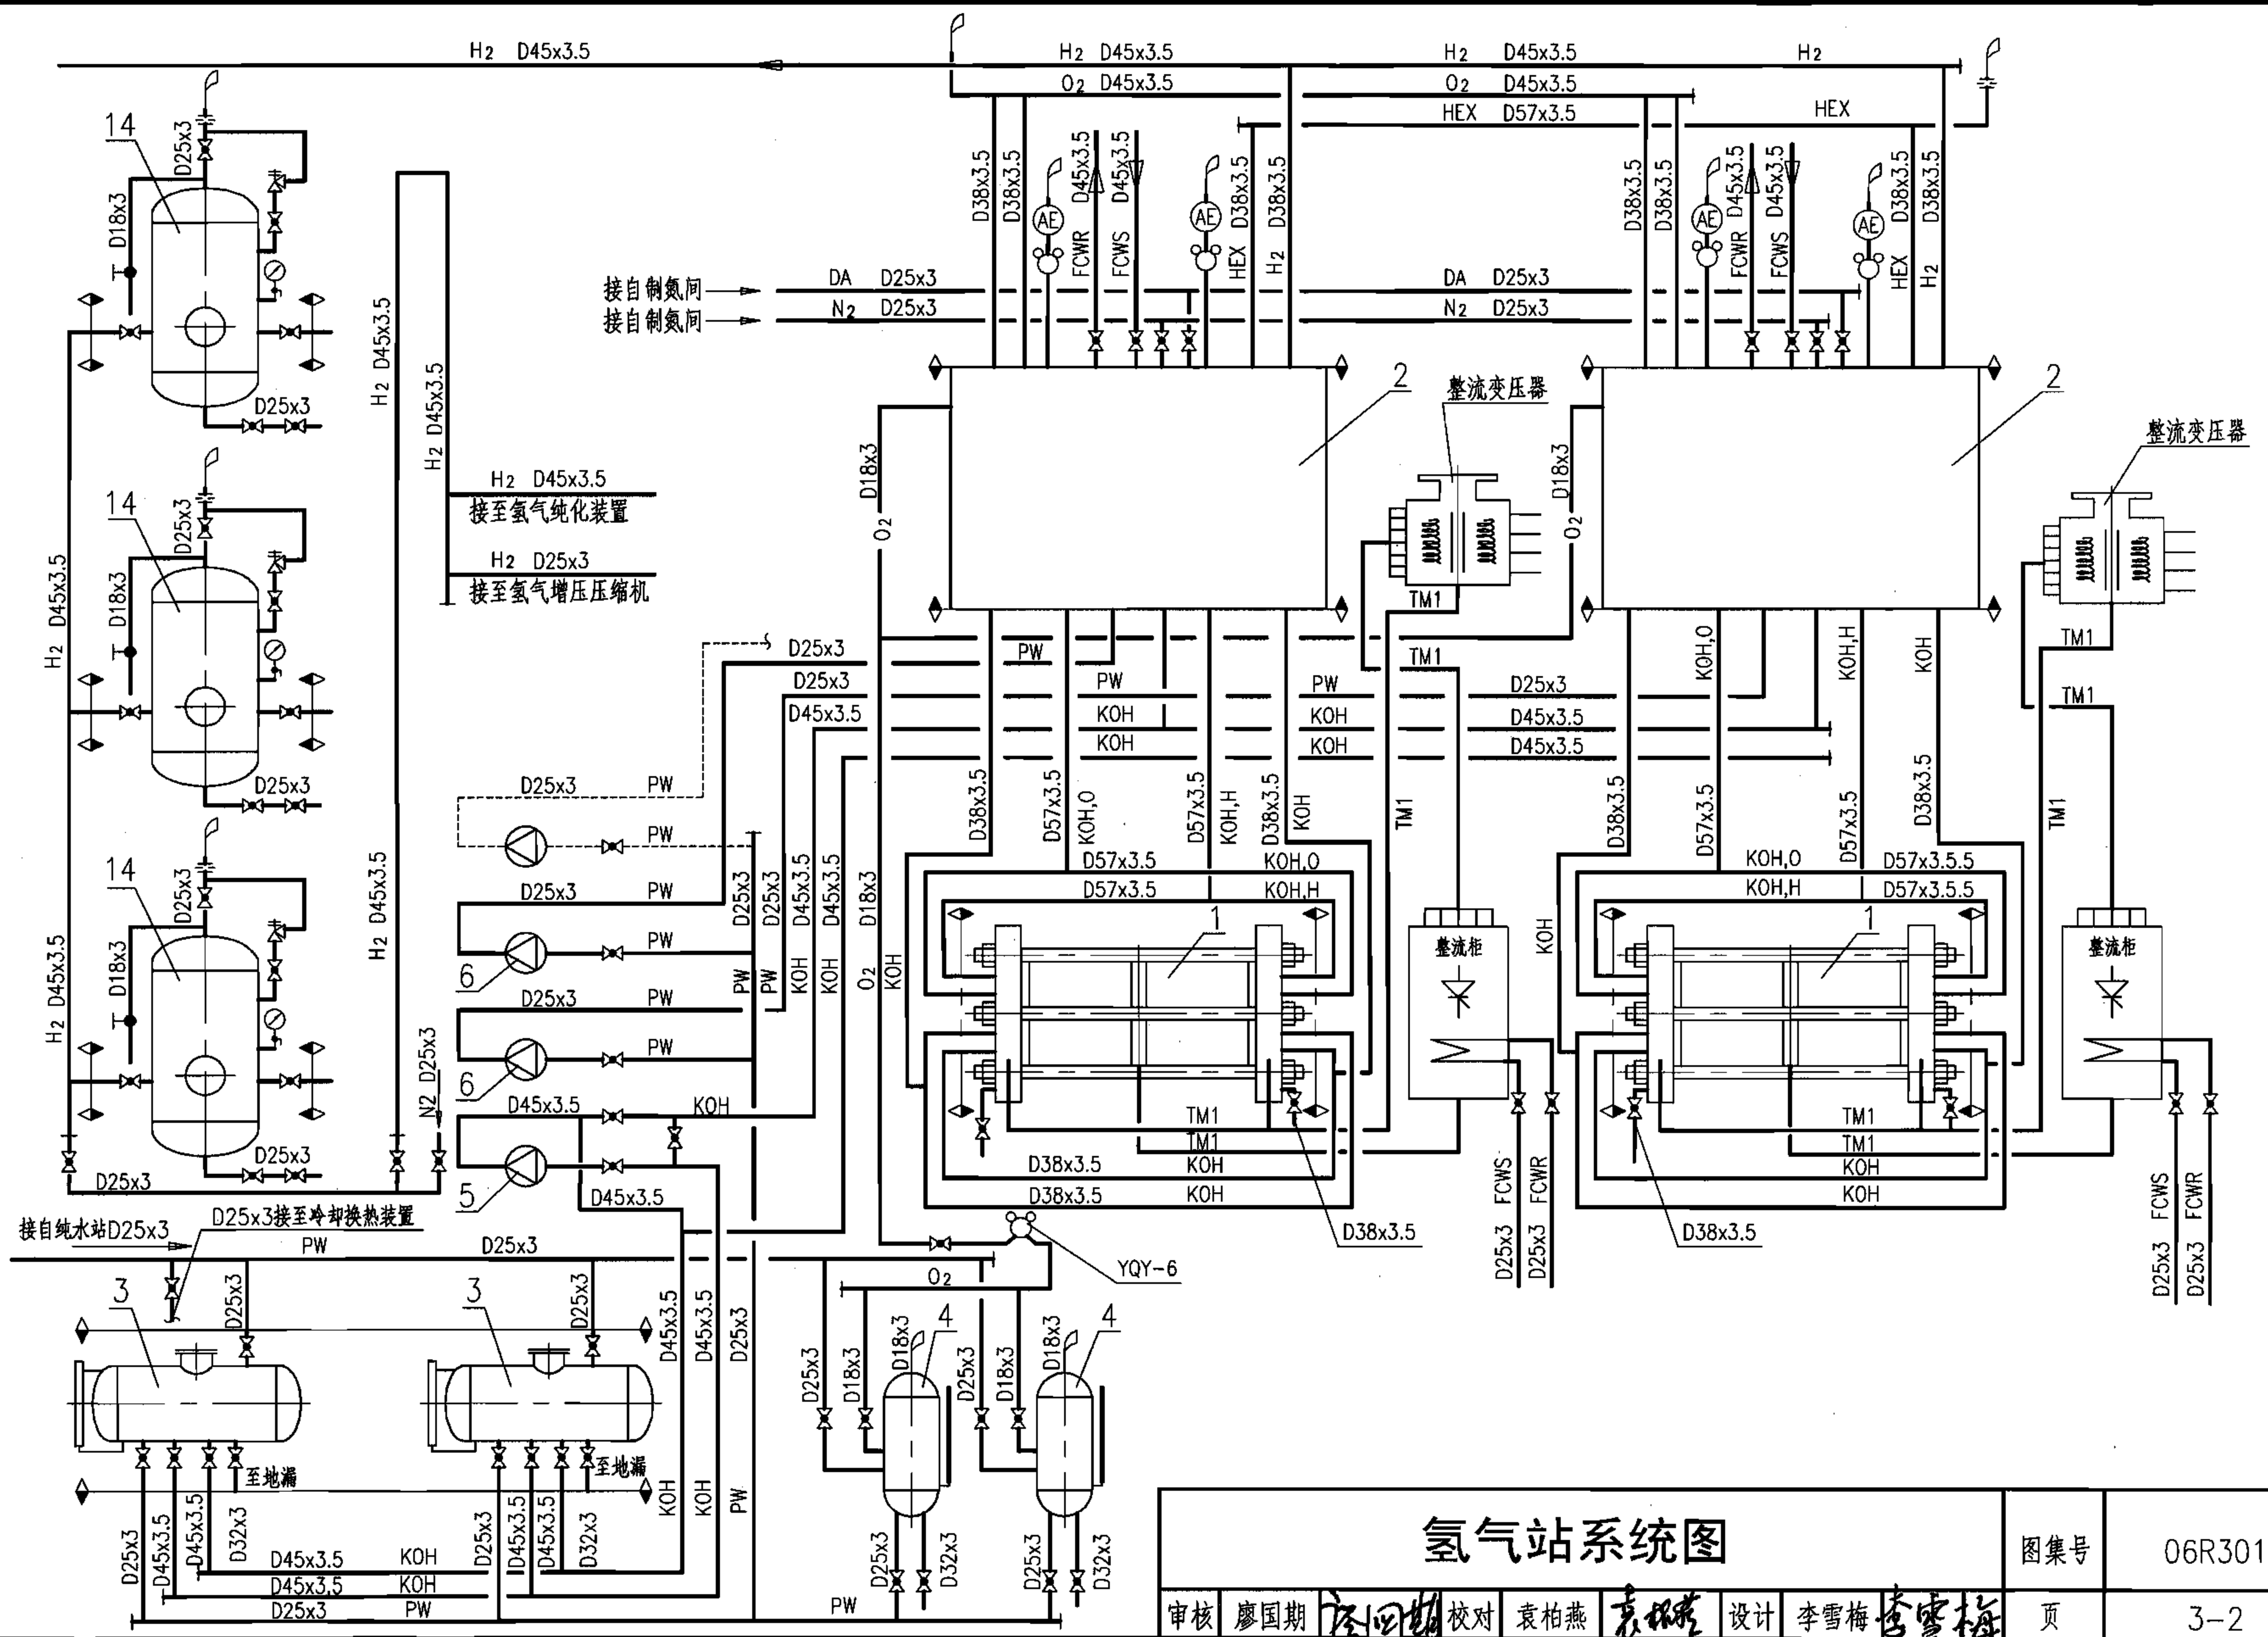 H2 D45x3.5
H2 D45x3.5
H2 D45x3.5
H2
O2 D45x3.5
O2 D45x3.5
HEX D57x3.5
HEX
14
D25x3
D18x3
D25x3
14
D25x3
D18x3
D25x3
14
D25x3
D18x3
D25x3
H2 D45x3.5
H2 D45x3.5
D25x3
H2 D45x3.5
H2 D45x3.5
H2 D45x3.5
N2 D25x3
H2 D45x3.5
接至氢气纯化装置
H2 D25x3
接至氢气增压压缩机
接自制氮间
接自制氮间
DA D25x3
N2 D25x3
DA D25x3
N2 D25x3
D38x3.5
D38x3.5
AE
FCWR D45x3.5
FCWS D45x3.5
AE
HEX D38x3.5
H2 D38x3.5
D38x3.5
D38x3.5
AE
FCWR D45x3.5
FCWS D45x3.5
AE
HEX D38x3.5
H2 D38x3.5
2
整流变压器
2
整流变压器
O2 D18x3
O2 D18x3
TM1
TM1
TM1
TM1
TM1
TM1
D25x3 PW
D25x3 PW PW D25x3
D45x3.5 KOH KOH D45x3.5
KOH KOH D45x3.5
D38x3.5
D57x3.5 KOH,O
D57x3.5 KOH,H
D38x3.5 KOH
KOH,O
KOH,H
KOH
D38x3.5
D57x3.5
D57x3.5
D38x3.5
D25x3 PW
PW
D25x3 PW
PW
6
D25x3 PW
PW
6
D45x3.5 KOH
5
D45x3.5
PW D25x3
PW D25x3
KOH D45x3.5
KOH D45x3.5
O2 D18x3
KOH
D57x3.5 KOH,O
D57x3.5 KOH,H
1
TM1
TM1
D38x3.5 KOH
D38x3.5 KOH
D38x3.5
整流柜
D25x3 FCWS
D25x3 FCWR
KOH
KOH,O D57x3.5.5
KOH,H D57x3.5.5
1
TM1
TM1
KOH
KOH
D38x3.5
整流柜
D25x3 FCWS
D25x3 FCWR
接自纯水站D25x3
D25x3接至冷却换热装置
PW D25x3
3
D25x3
3
D25x3
至地漏
至地漏
D25x3
D45x3.5
D45x3.5
D32x3
D25x3
D45x3.5
D45x3.5
D32x3
D45x3.5 KOH
D45x3.5 KOH
D25x3 PW
KOH D45x3.5
KOH D45x3.5
PW D25x3
YQY-6
O2
D25x3
D18x3
D18x3
4
D25x3
D18x3
D18x3
4
D25x3
D32x3
D25x3
D32x3
PW
氢气站系统图
图集号
06R301
审核 廖国期 校对 袁柏燕 袁柏燕 设计 李雪梅 李雪梅 页 3-2